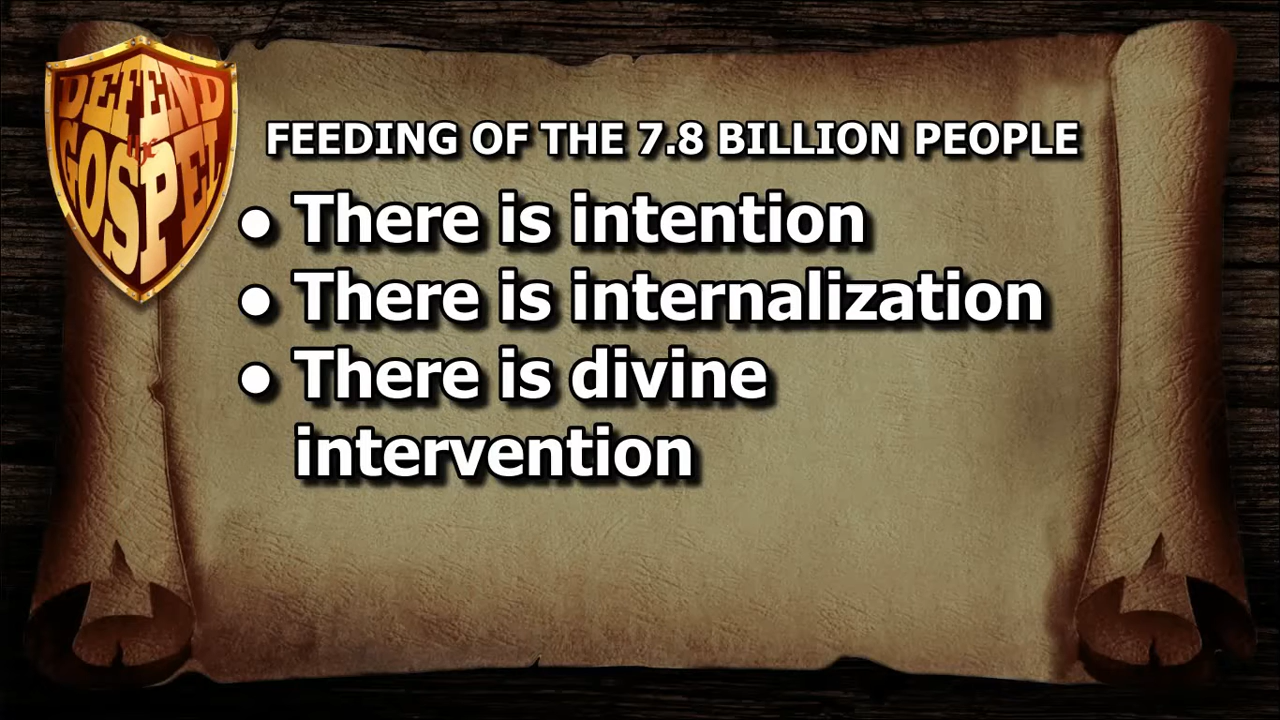 DEFEND
the
GOSPEL
FEEDING OF THE 7.8 BILLION PEOPLE
● There is intention
● There is internalization
● There is divine
intervention